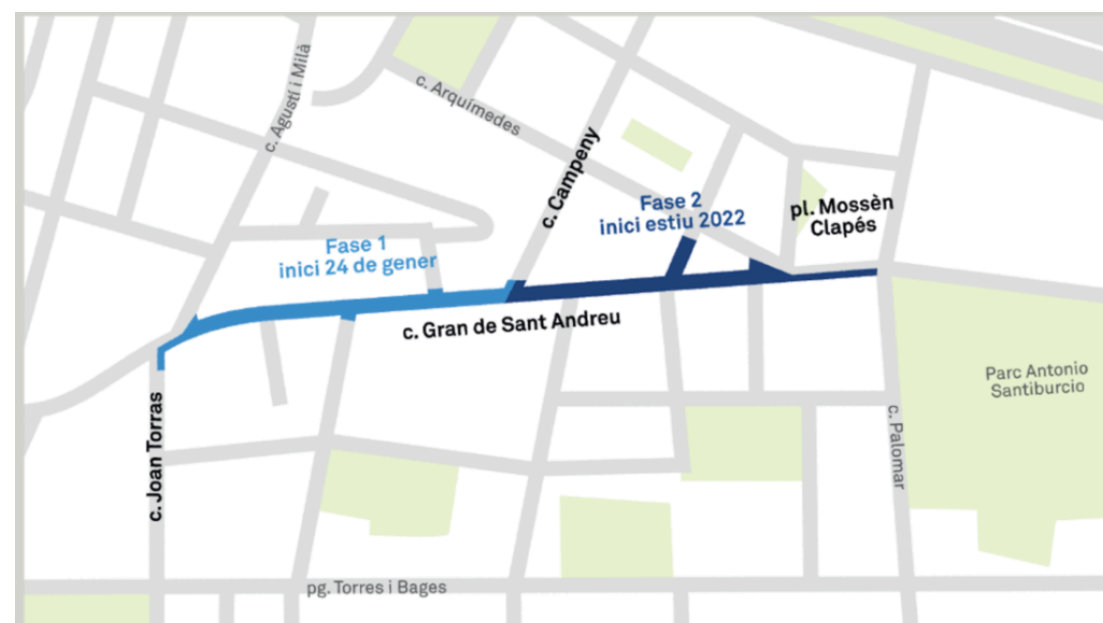 c. Agustí i Milà
c. Arquímedes
c. Campeny
Fase 2
inici estiu 2022
pl. Mossèn
Clapés
Fase 1
inici 24 de gener
c. Gran de Sant Andreu
Parc Antonio
Santiburcio
c. Joan Torras
c. Palomar
pg. Torres i Bages